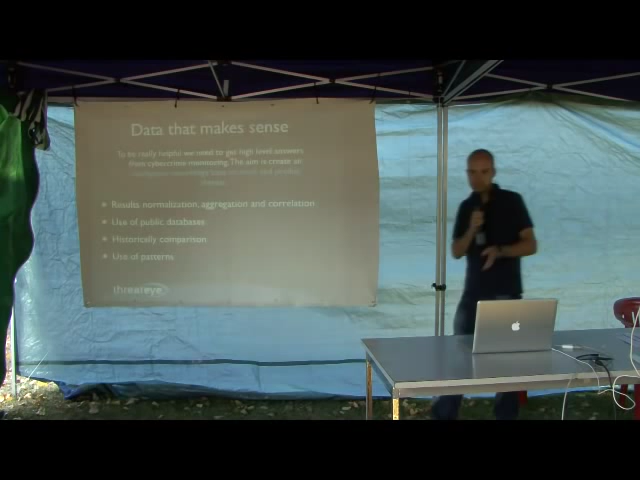 Data that makes sense
To be really helpful we need to get high level answers
from cybercrime monitoring. The aim is create an
Results normalization, aggregation and correlation
Use of public databases
Historically comparison
Use of patterns
threateye